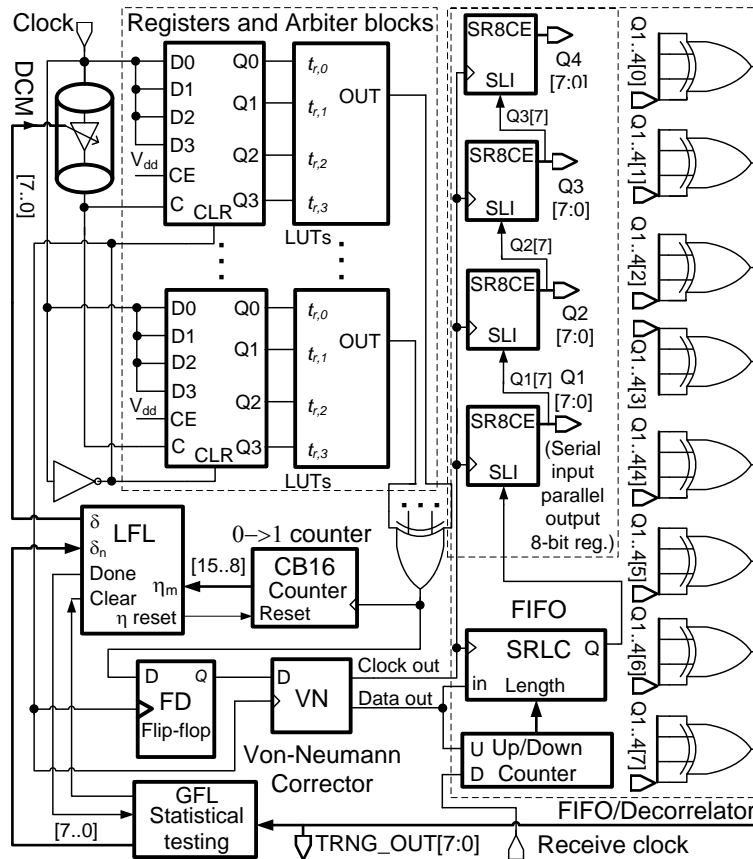 Clock
DCM
[7..0]
Registers and Arbiter blocks
D0
D1
D2
D3
Vdd
CE
C
CLR
Q0
Q1
Q2
Q3
tr,0
tr,1
tr,2
tr,3
OUT
LUTs
D0
D1
D2
D3
Vdd
CE
C
CLR
Q0
Q1
Q2
Q3
tr,0
tr,1
tr,2
tr,3
OUT
LUTs
SR8CE
SLI
Q4
[7:0]
Q3[7]
SR8CE
SLI
Q3
[7:0]
Q2[7]
SR8CE
SLI
Q2
[7:0]
Q1[7]
Q1
[7:0]
SR8CE
SLI
(Serial
input
parallel
output
8-bit reg.)
Q1..4[0]
Q1..4[1]
Q1..4[2]
Q1..4[3]
Q1..4[4]
Q1..4[5]
Q1..4[6]
Q1..4[7]
δ
δn
LFL
Done
Clear
ηm
η reset
[15..8]
0–>1 counter
CB16
Counter
Reset
D
Q
FD
Flip-flop
D
VN
Clock out
Data out
Von-Neumann
Corrector
FIFO
SRLC
Q
in
Length
U
D
Up/Down
Counter
GFL
Statistical
testing
[7..0]
TRNG_OUT[7:0]
Receive clock
FIFO/Decorrelator